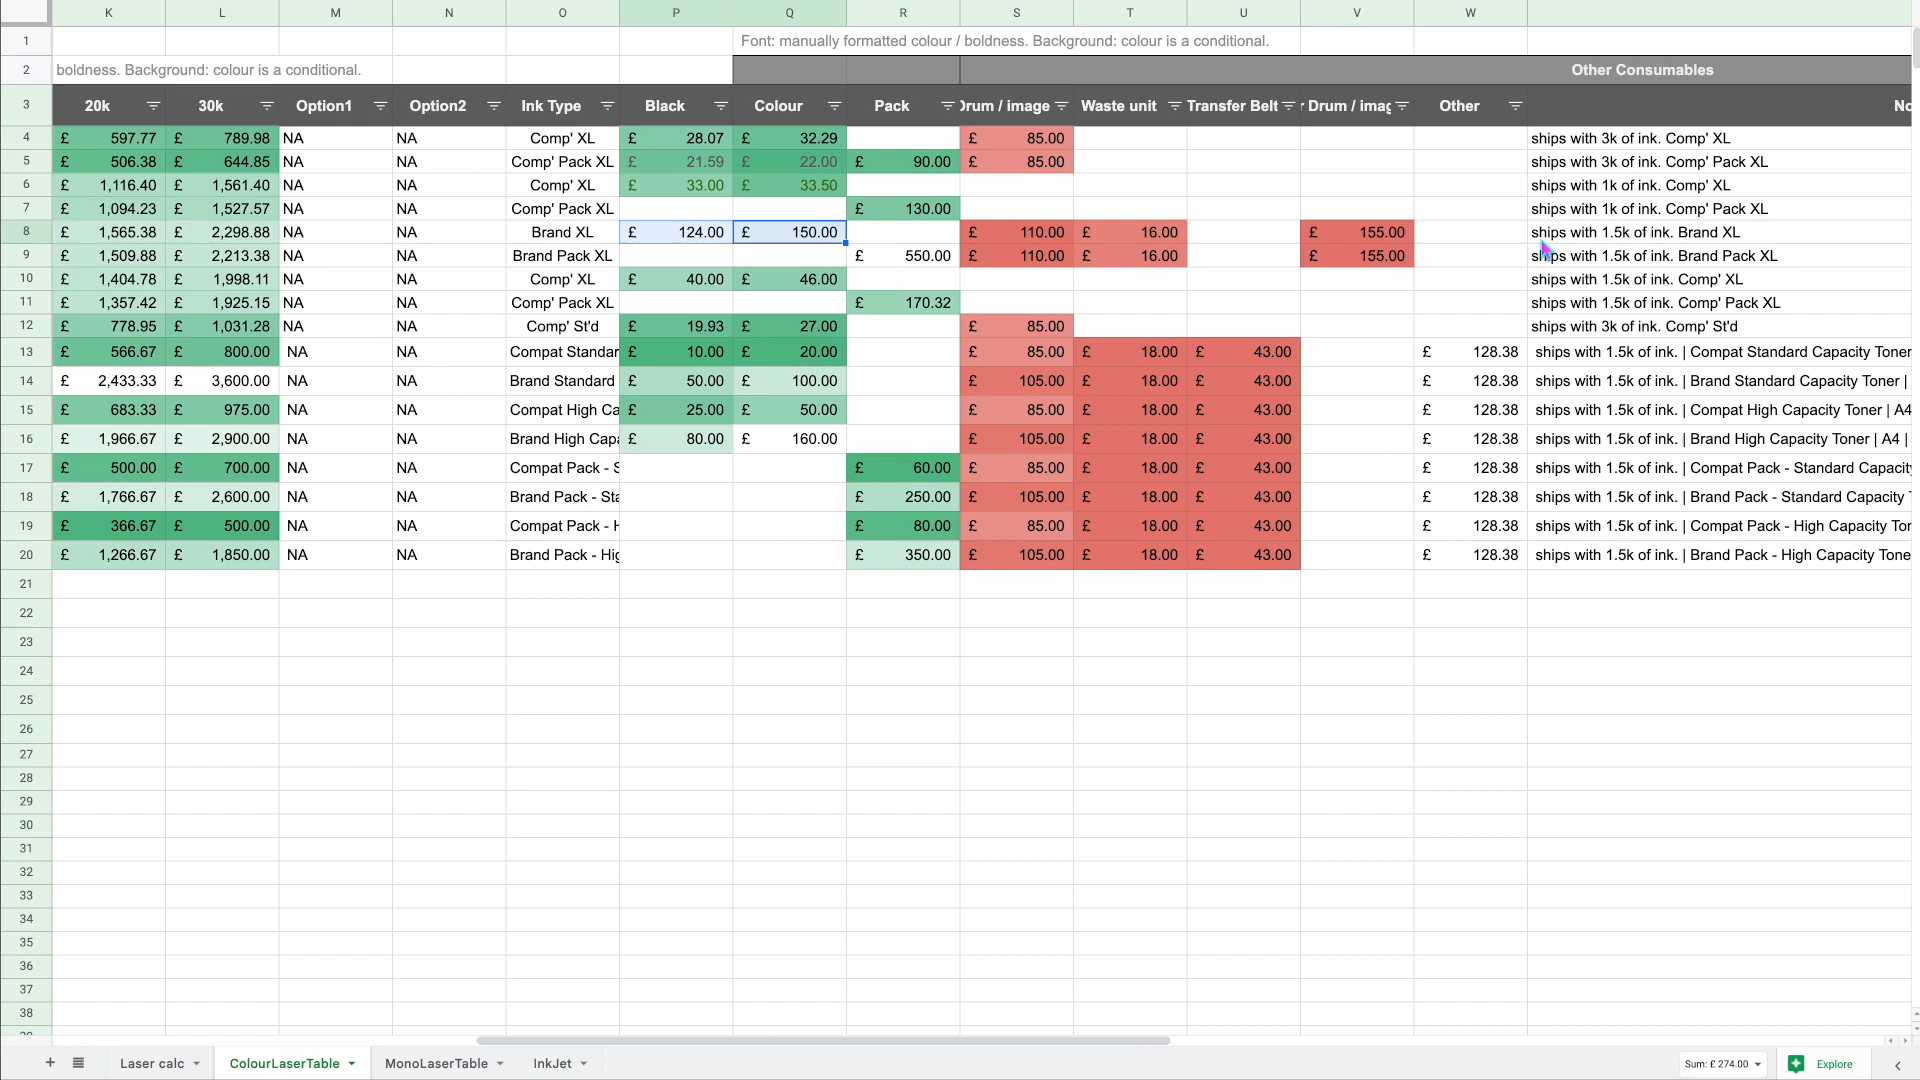 K L M N O P Q R S T U V W
1 Font: manually formatted colour / boldness. Background: colour is a conditional.
2 boldness. Background: colour is a conditional. Other Consumables
3 20k 30k Option1 Option2 Ink Type Black Colour Pack Drum / image Waste unit Transfer Belt r Drum / imag Other No
4 £ 597.77 £ 789.98 NA NA Comp' XL £ 28.07 £ 32.29 £ 85.00 ships with 3k of ink. Comp' XL
5 £ 506.38 £ 644.85 NA NA Comp' Pack XL £ 21.59 £ 22.00 £ 90.00 £ 85.00 ships with 3k of ink. Comp' Pack XL
6 £ 1,116.40 £ 1,561.40 NA NA Comp' XL £ 33.00 £ 33.50 ships with 1k of ink. Comp' XL
7 £ 1,094.23 £ 1,527.57 NA NA Comp' Pack XL £ 130.00 ships with 1k of ink. Comp' Pack XL
8 £ 1,565.38 £ 2,298.88 NA NA Brand XL £ 124.00 £ 150.00 £ 110.00 £ 16.00 £ 155.00 ships with 1.5k of ink. Brand XL
9 £ 1,509.88 £ 2,213.38 NA NA Brand Pack XL £ 550.00 £ 110.00 £ 16.00 £ 155.00 ships with 1.5k of ink. Brand Pack XL
10 £ 1,404.78 £ 1,998.11 NA NA Comp' XL £ 40.00 £ 46.00 ships with 1.5k of ink. Comp' XL
11 £ 1,357.42 £ 1,925.15 NA NA Comp' Pack XL £ 170.32 ships with 1.5k of ink. Comp' Pack XL
12 £ 778.95 £ 1,031.28 NA NA Comp' St'd £ 19.93 £ 27.00 £ 85.00 ships with 3k of ink. Comp' St'd
13 £ 566.67 £ 800.00 NA NA Compat Standar £ 10.00 £ 20.00 £ 85.00 £ 18.00 £ 43.00 £ 128.38 ships with 1.5k of ink. | Compat Standard Capacity Toner
14 £ 2,433.33 £ 3,600.00 NA NA Brand Standard £ 50.00 £ 100.00 £ 105.00 £ 18.00 £ 43.00 £ 128.38 ships with 1.5k of ink. | Brand Standard Capacity Toner |
15 £ 683.33 £ 975.00 NA NA Compat High Ca £ 25.00 £ 50.00 £ 85.00 £ 18.00 £ 43.00 £ 128.38 ships with 1.5k of ink. | Compat High Capacity Toner | A4
16 £ 1,966.67 £ 2,900.00 NA NA Brand High Capa £ 80.00 £ 160.00 £ 105.00 £ 18.00 £ 43.00 £ 128.38 ships with 1.5k of ink. | Brand High Capacity Toner | A4 |
17 £ 500.00 £ 700.00 NA NA Compat Pack - S £ 60.00 £ 85.00 £ 18.00 £ 43.00 £ 128.38 ships with 1.5k of ink. | Compat Pack - Standard Capacity
18 £ 1,766.67 £ 2,600.00 NA NA Brand Pack - Sta £ 250.00 £ 105.00 £ 18.00 £ 43.00 £ 128.38 ships with 1.5k of ink. | Brand Pack - Standard Capacity
19 £ 366.67 £ 500.00 NA NA Compat Pack - H £ 80.00 £ 85.00 £ 18.00 £ 43.00 £ 128.38 ships with 1.5k of ink. | Compat Pack - High Capacity Ton
20 £ 1,266.67 £ 1,850.00 NA NA Brand Pack - Hig £ 350.00 £ 105.00 £ 18.00 £ 43.00 £ 128.38 ships with 1.5k of ink. | Brand Pack - High Capacity Tone
21
22
23
24
25
26
27
28
29
30
31
32
33
34
35
36
37
38
Laser calc ColourLaserTable MonoLaserTable InkJet Sum: £ 274.00 Explore